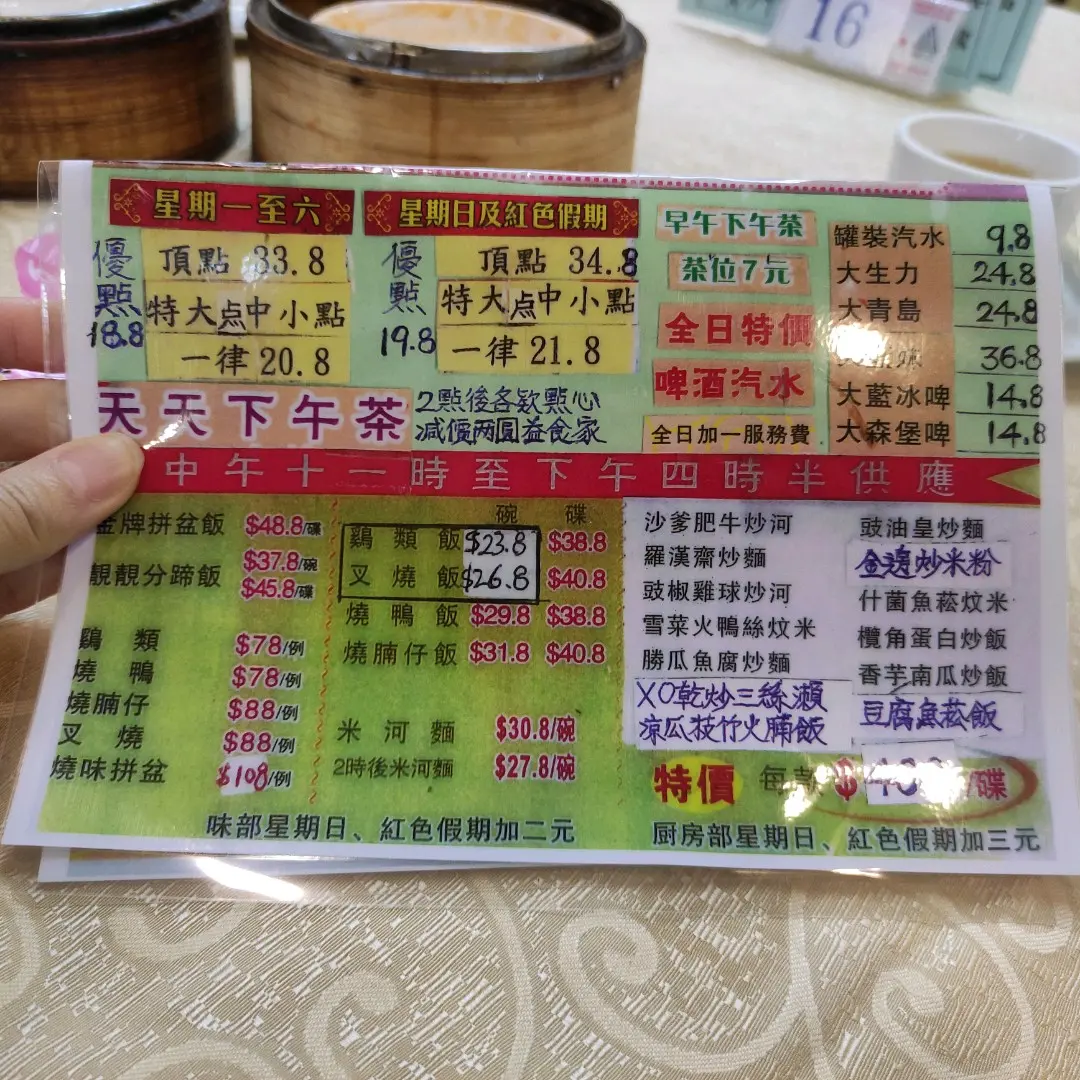 16
星期一至六
優點 18.8
頂點 33.8
特大点中小點
一律 20.8
星期日及紅色假期
優點 19.8
頂點 34.8
特大点中小點
一律 21.8
早午下午茶
茶位7元
全日特價
啤酒汽水
全日加一服務費
罐裝汽水 9.8
大生力 24.8
大青島 24.8
36.8
大藍冰啤 14.8
大森堡啤 14.8
天天下午茶
2點後各欵點心
減價两圓益食家
中午十一時至下午四時半供應
金牌拼盆飯 $48.8/碟
靚靚分蹄飯 $37.8/碗
$45.8/碟
鷄類 $78/例
燒鴨 $78/例
燒腩仔 $88/例
叉燒 $88/例
燒味拼盆 $108/例
碗 碟
鷄類飯 $23.8 $38.8
叉燒飯 $26.8 $40.8
燒鴨飯 $29.8 $38.8
燒腩仔飯 $31.8 $40.8
米河麵 $30.8/碗
2時後米河麵 $27.8/碗
味部星期日、紅色假期加二元
沙爹肥牛炒河
羅漢齋炒麵
豉椒雞球炒河
雪菜火鴨絲炆米
勝瓜魚腐炒麵
XO乾炒三絲瀨
凉瓜枝竹火腩飯
豉油皇炒麵
金邊炒米粉
什菌魚菘炆米
欖角蛋白炒飯
香芋南瓜炒飯
豆腐魚菘飯
特價 每款 $ /碟
厨房部星期日、紅色假期加三元